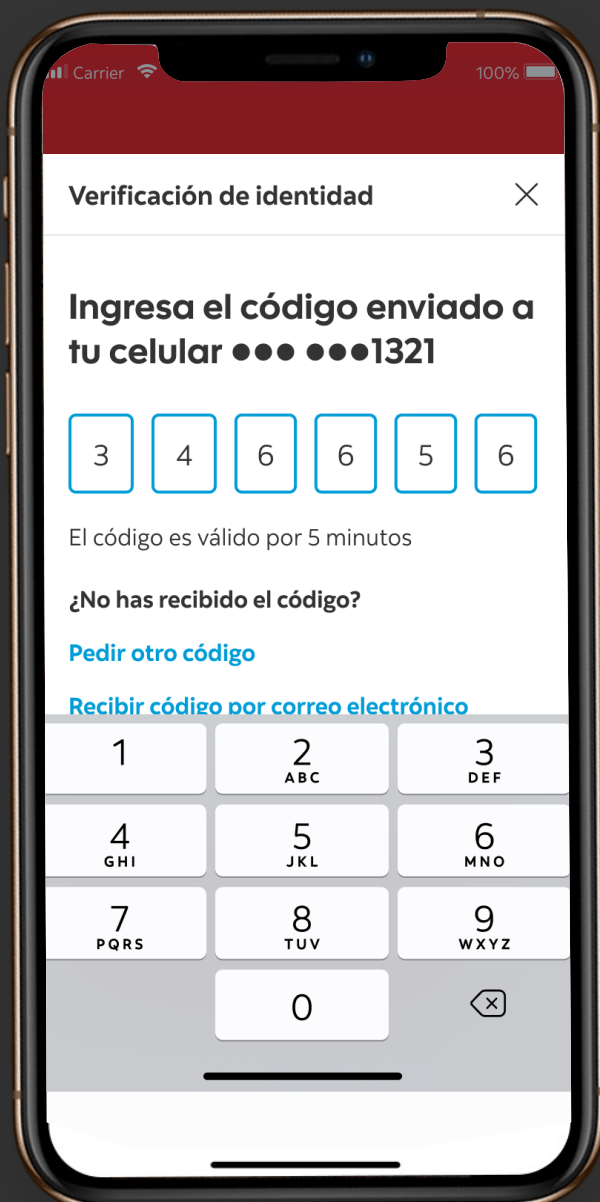 Carrier 100%
Verificación de identidad
Ingresa el código enviado a
tu celular ●●● ●●●1321
3 4 6 6 5 6
El código es válido por 5 minutos
¿No has recibido el código?
Pedir otro código
Recibir código por correo electrónico
1 2 3
ABC DEF
4 5 6
GHI JKL MNO
7 8 9
PQRS TUV WXYZ
0